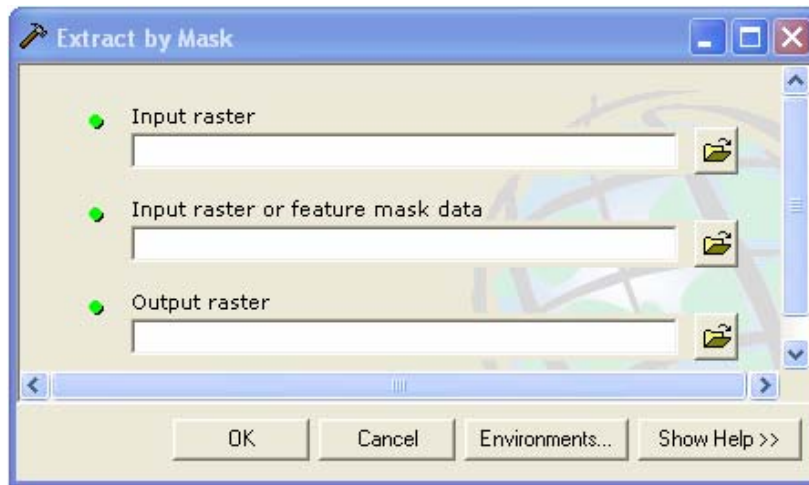 Extract by Mask
Input raster
Input raster or feature mask data
Output raster
OK Cancel Environments... Show Help >>